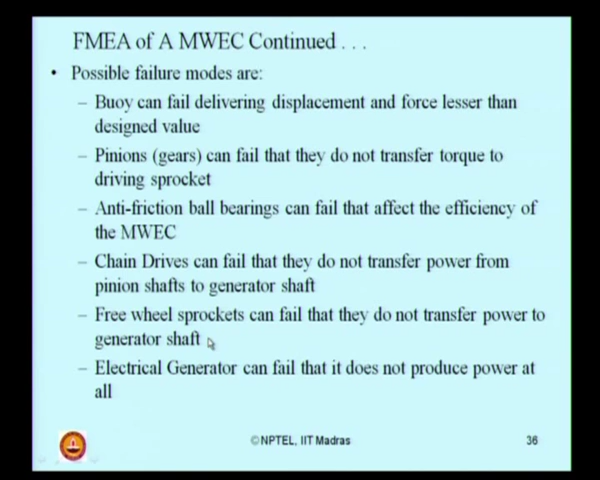 FMEA of A MWEC Continued . . .
• Possible failure modes are:
– Buoy can fail delivering displacement and force lesser than
designed value
– Pinions (gears) can fail that they do not transfer torque to
driving sprocket
– Anti-friction ball bearings can fail that affect the efficiency of
the MWEC
– Chain Drives can fail that they do not transfer power from
pinion shafts to generator shaft
– Free wheel sprockets can fail that they do not transfer power to
generator shaft
– Electrical Generator can fail that it does not produce power at
all
©NPTEL, IIT Madras
36